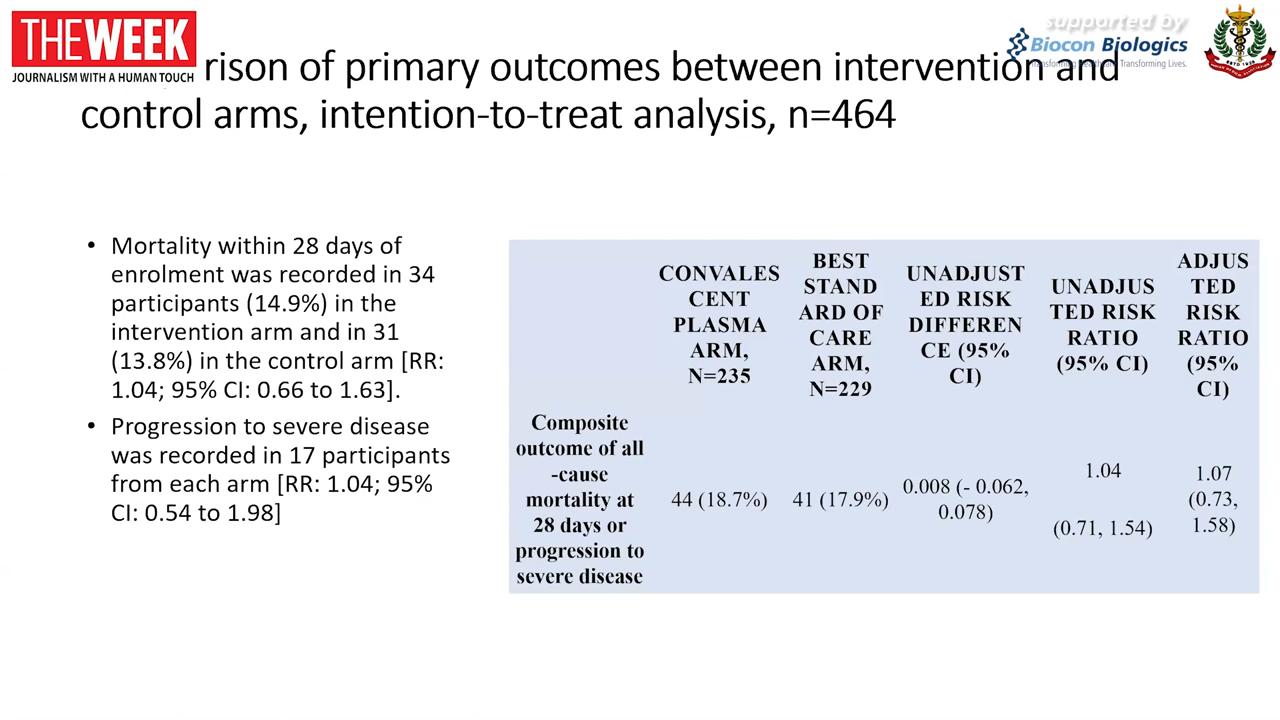 THE WEEK
JOURNALISM WITH A HUMAN TOUCH
supported by
Biocon Biologics
Transforming Healthcare. Transforming Lives.
rison of primary outcomes between intervention and
control arms, intention-to-treat analysis, n=464
• Mortality within 28 days of
enrolment was recorded in 34
participants (14.9%) in the
intervention arm and in 31
(13.8%) in the control arm [RR:
1.04; 95% CI: 0.66 to 1.63].
• Progression to severe disease
was recorded in 17 participants
from each arm [RR: 1.04; 95%
CI: 0.54 to 1.98]
CONVALES
CENT
PLASMA
ARM,
N=235
BEST
STAND
ARD OF
CARE
ARM,
N=229
UNADJUST
ED RISK
DIFFEREN
CE (95%
CI)
UNADJUS
TED RISK
RATIO
(95% CI)
ADJUS
TED
RISK
RATIO
(95%
CI)
Composite
outcome of all
-cause
mortality at
28 days or
progression to
severe disease
44 (18.7%)
41 (17.9%)
0.008 (- 0.062,
0.078)
1.04
(0.71, 1.54)
1.07
(0.73,
1.58)